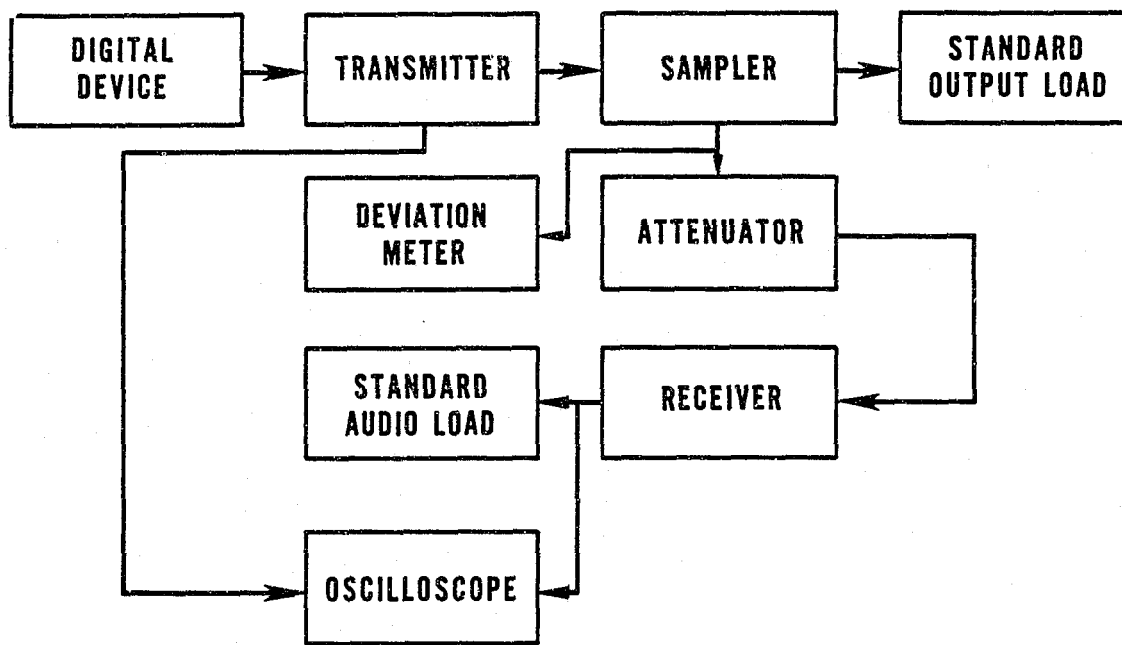 DIGITAL
DEVICE
TRANSMITTER
SAMPLER
STANDARD
OUTPUT LOAD
DEVIATION
METER
ATTENUATOR
STANDARD
AUDIO LOAD
RECEIVER
OSCILLOSCOPE